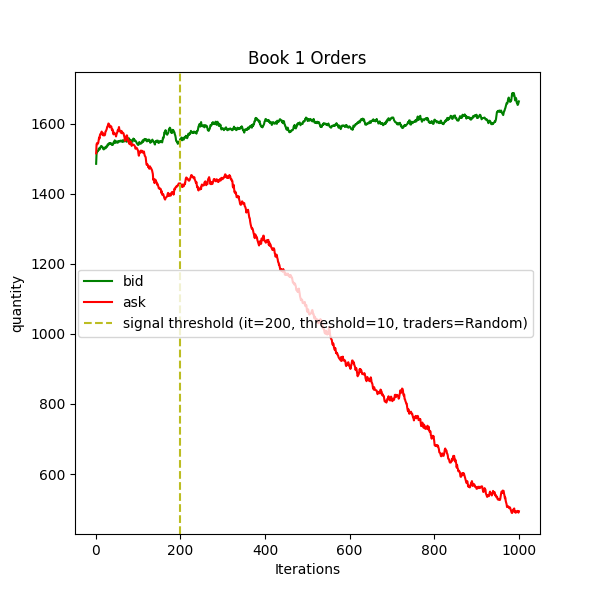 Book 1 Orders
quantity
1600
1400
1200
1000
800
600
bid
ask
signal threshold (it=200, threshold=10, traders=Random)
0 200 400 600 800 1000
Iterations